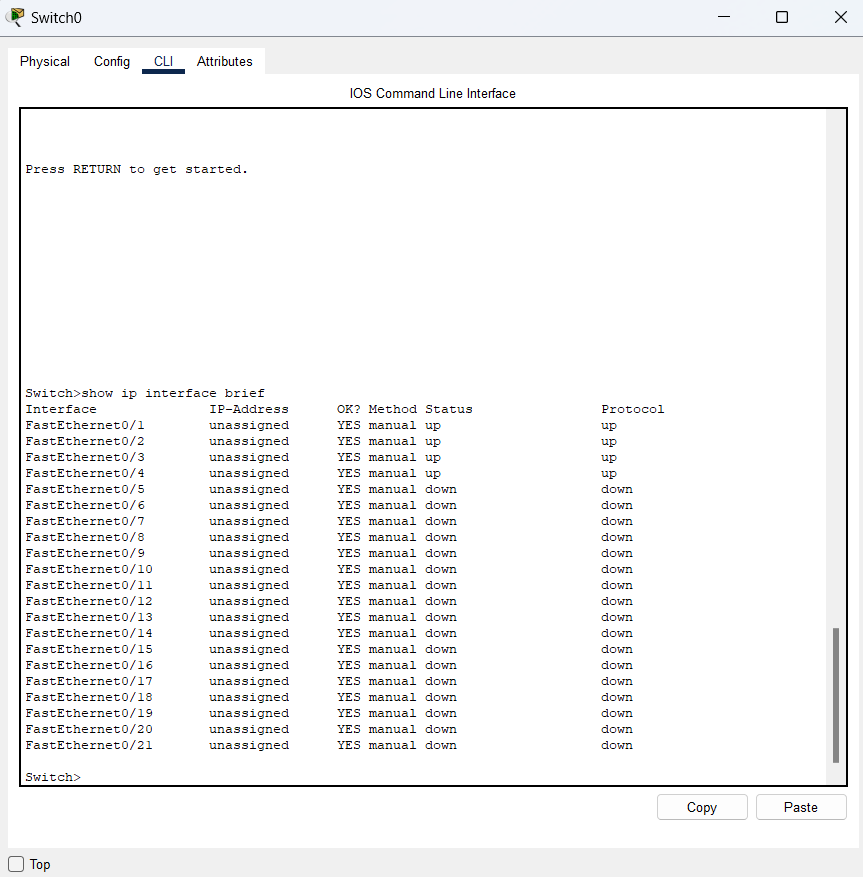 Switch0
Physical Config CLI Attributes
IOS Command Line Interface
Press RETURN to get started.
Switch>show ip interface brief
Interface IP-Address OK? Method Status Protocol
FastEthernet0/1 unassigned YES manual up up
FastEthernet0/2 unassigned YES manual up up
FastEthernet0/3 unassigned YES manual up up
FastEthernet0/4 unassigned YES manual up up
FastEthernet0/5 unassigned YES manual down down
FastEthernet0/6 unassigned YES manual down down
FastEthernet0/7 unassigned YES manual down down
FastEthernet0/8 unassigned YES manual down down
FastEthernet0/9 unassigned YES manual down down
FastEthernet0/10 unassigned YES manual down down
FastEthernet0/11 unassigned YES manual down down
FastEthernet0/12 unassigned YES manual down down
FastEthernet0/13 unassigned YES manual down down
FastEthernet0/14 unassigned YES manual down down
FastEthernet0/15 unassigned YES manual down down
FastEthernet0/16 unassigned YES manual down down
FastEthernet0/17 unassigned YES manual down down
FastEthernet0/18 unassigned YES manual down down
FastEthernet0/19 unassigned YES manual down down
FastEthernet0/20 unassigned YES manual down down
FastEthernet0/21 unassigned YES manual down down
Switch>
Copy Paste
Top